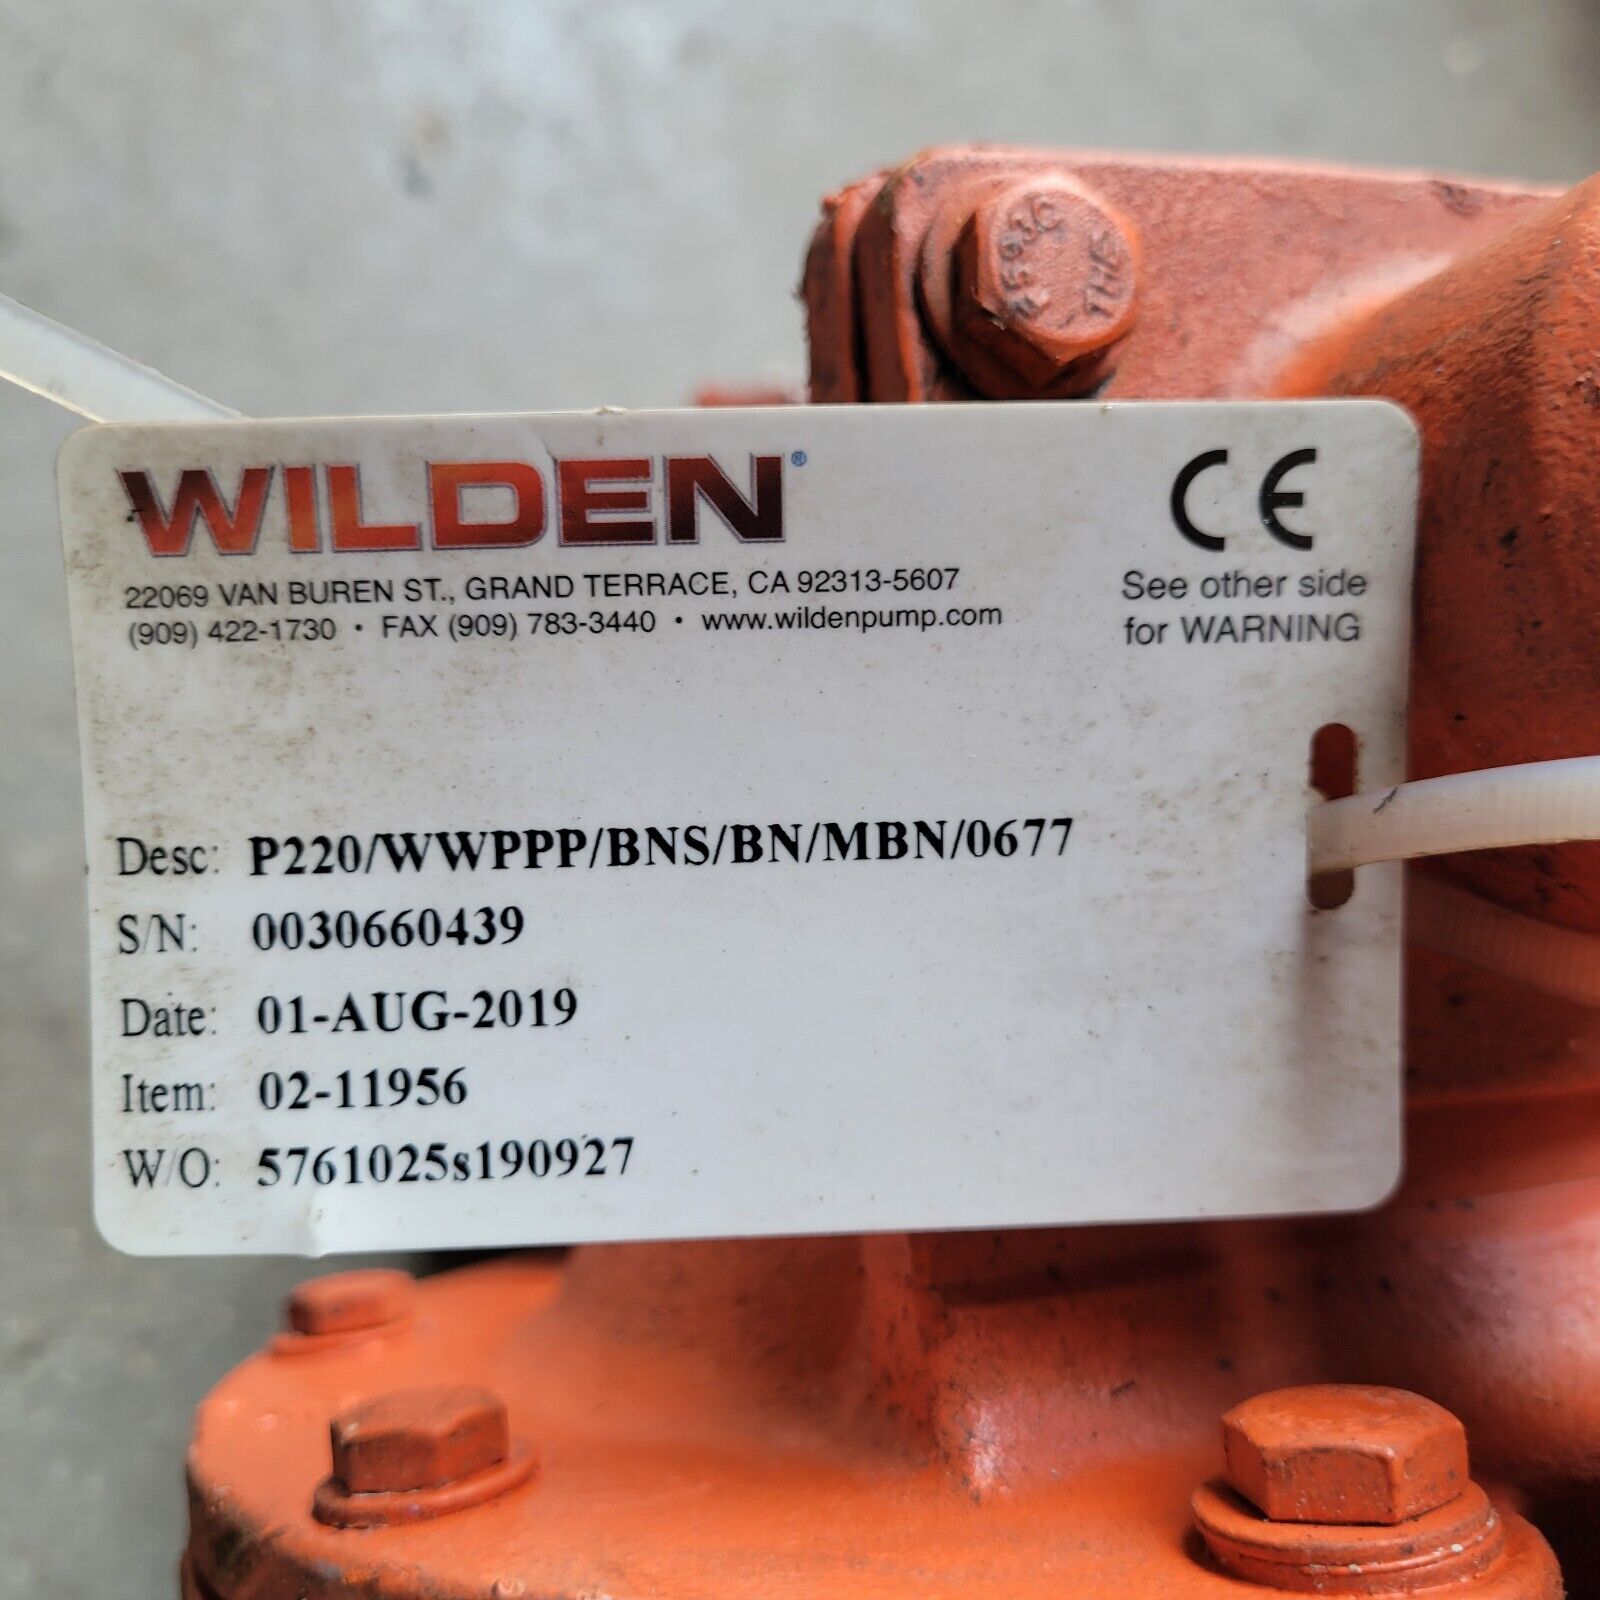 WILDEN®
22069 VAN BUREN ST., GRAND TERRACE, CA 92313-5607
(909) 422-1730 • FAX (909) 783-3440 • www.wildenpump.com
CE
See other side
for WARNING
Desc: P220/WWPPP/BNS/BN/MBN/0677
S/N: 0030660439
Date: 01-AUG-2019
Item: 02-11956
W/O: 5761025s190927
F593C
THE